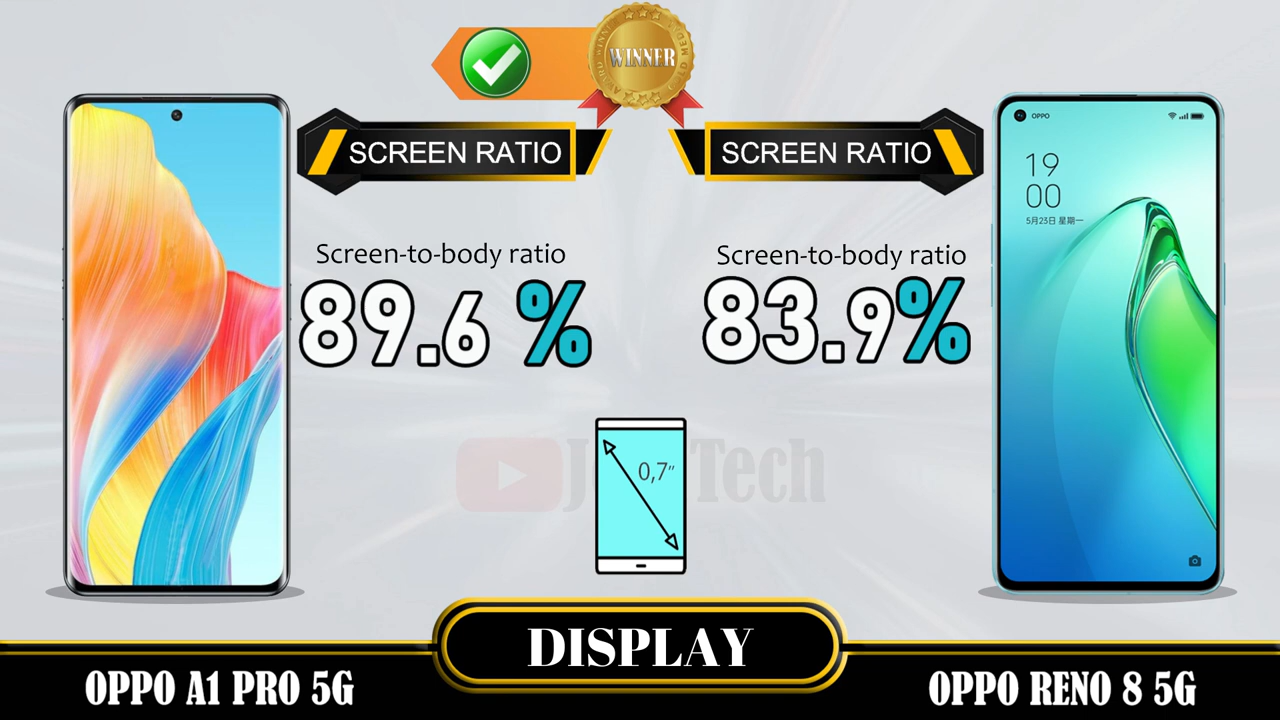 WINNER
SCREEN RATIO
SCREEN RATIO
Screen-to-body ratio
89.6 %
Screen-to-body ratio
83.9%
OPPO
19
00
5月23日 星期一
0,7"
Tech
DISPLAY
OPPO A1 PRO 5G
OPPO RENO 8 5G